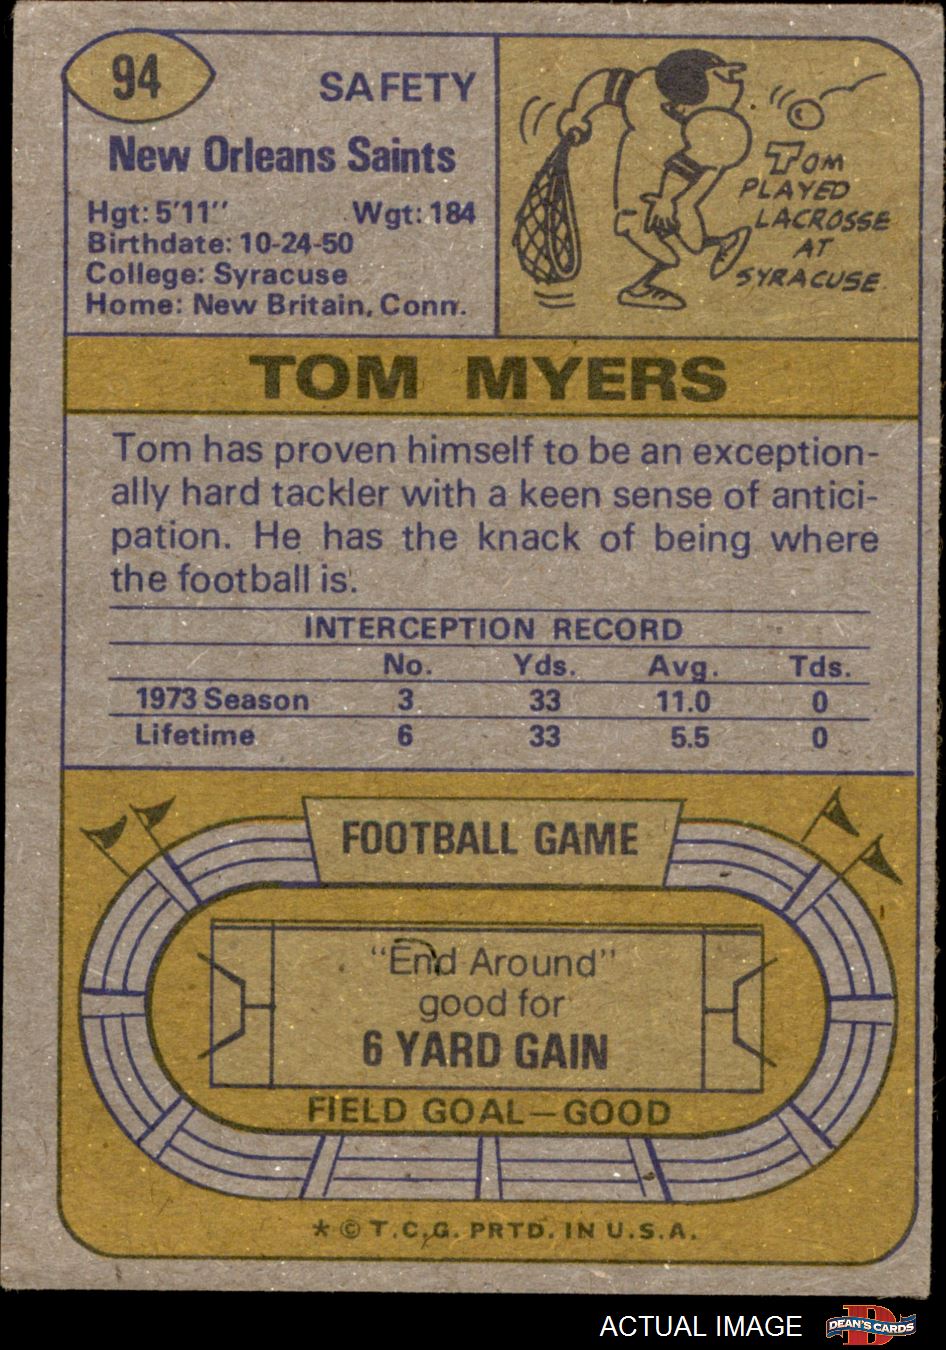 94
SAFETY
New Orleans Saints
Hgt: 5'11" Wgt: 184
Birthdate: 10-24-50
College: Syracuse
Home: New Britain, Conn.
TOM
PLAYED
LACROSSE
AT
SYRACUSE.
TOM MYERS
Tom has proven himself to be an exception-
ally hard tackler with a keen sense of antici-
pation. He has the knack of being where
the football is.
INTERCEPTION RECORD
No. Yds. Avg. Tds.
1973 Season 3 33 11.0 0
Lifetime 6 33 5.5 0
FOOTBALL GAME
"End Around"
good for
6 YARD GAIN
FIELD GOAL—GOOD
* © T.C.G. PRTD. IN U.S.A.
ACTUAL IMAGE
D
DEAN'S CARDS